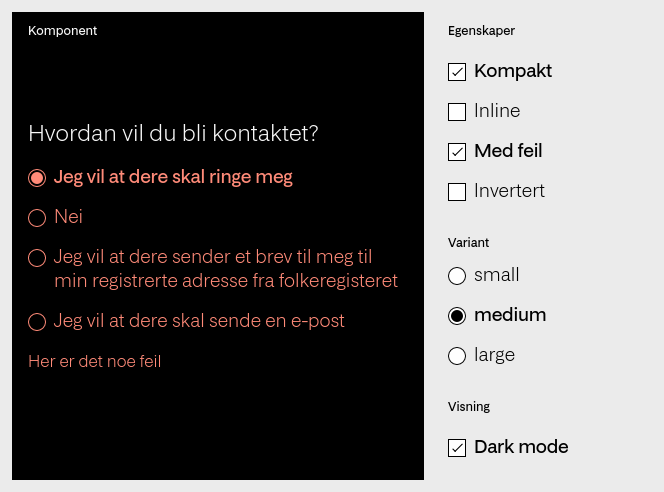 Komponent
Hvordan vil du bli kontaktet?
Jeg vil at dere skal ringe meg
Nei
Jeg vil at dere sender et brev til meg til
min registrerte adresse fra folkeregisteret
Jeg vil at dere skal sende en e-post
Her er det noe feil
Egenskaper
Kompakt
Inline
Med feil
Invertert
Variant
small
medium
large
Visning
Dark mode